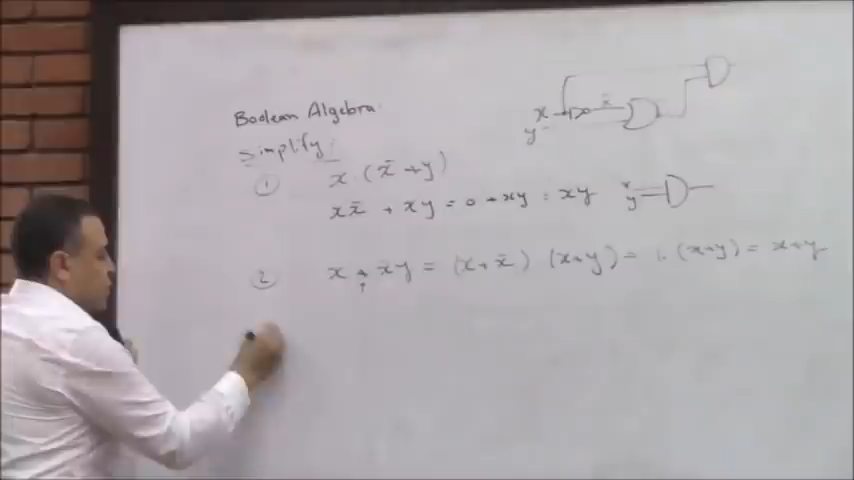 Boolean Algebra
Simplify:
① x·(x̄+y)
xx̄ + xy = 0 + xy = xy
② x + x̄y = (x+x̄) (x+y) = 1·(x+y) = x+y
x x̄
y
x
y